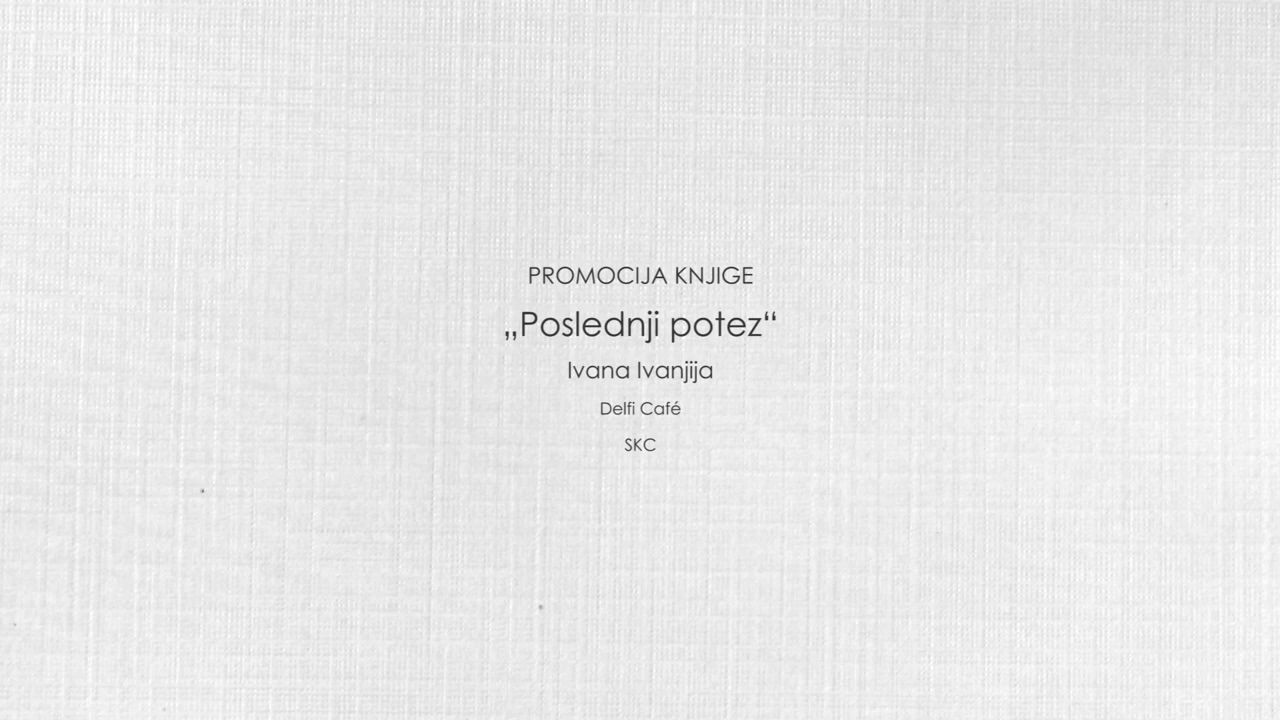 PROMOCIJA KNJIGE
„Poslednji potez“
Ivana Ivanjija
Delfi Café
SKC